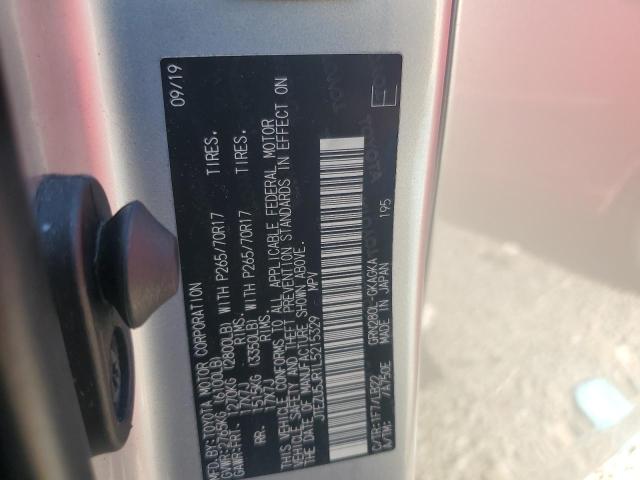 09/19
MFD.BY:TOYOTA MOTOR CORPORATION
GVWR: 2765KG (6100LB)
GAWR:FRT. 1270KG (2800LB) WITH P265/70R17 TIRES.
17X7J RIMS.
RR. 1515KG (3350LB) WITH P265/70R17 TIRES.
17X7J RIMS.
THIS VEHICLE CONFORMS TO ALL APPLICABLE FEDERAL MOTOR
VEHICLE SAFETY AND THEFT PREVENTION STANDARDS IN EFFECT ON
THE DATE OF MANUFACTURE SHOWN ABOVE.
JTEZU5JR1L5215329 MPV
E
195
C/TR:1F7/LB22 GRN280L-GKAGKA
A/TM: /A750E MADE IN JAPAN